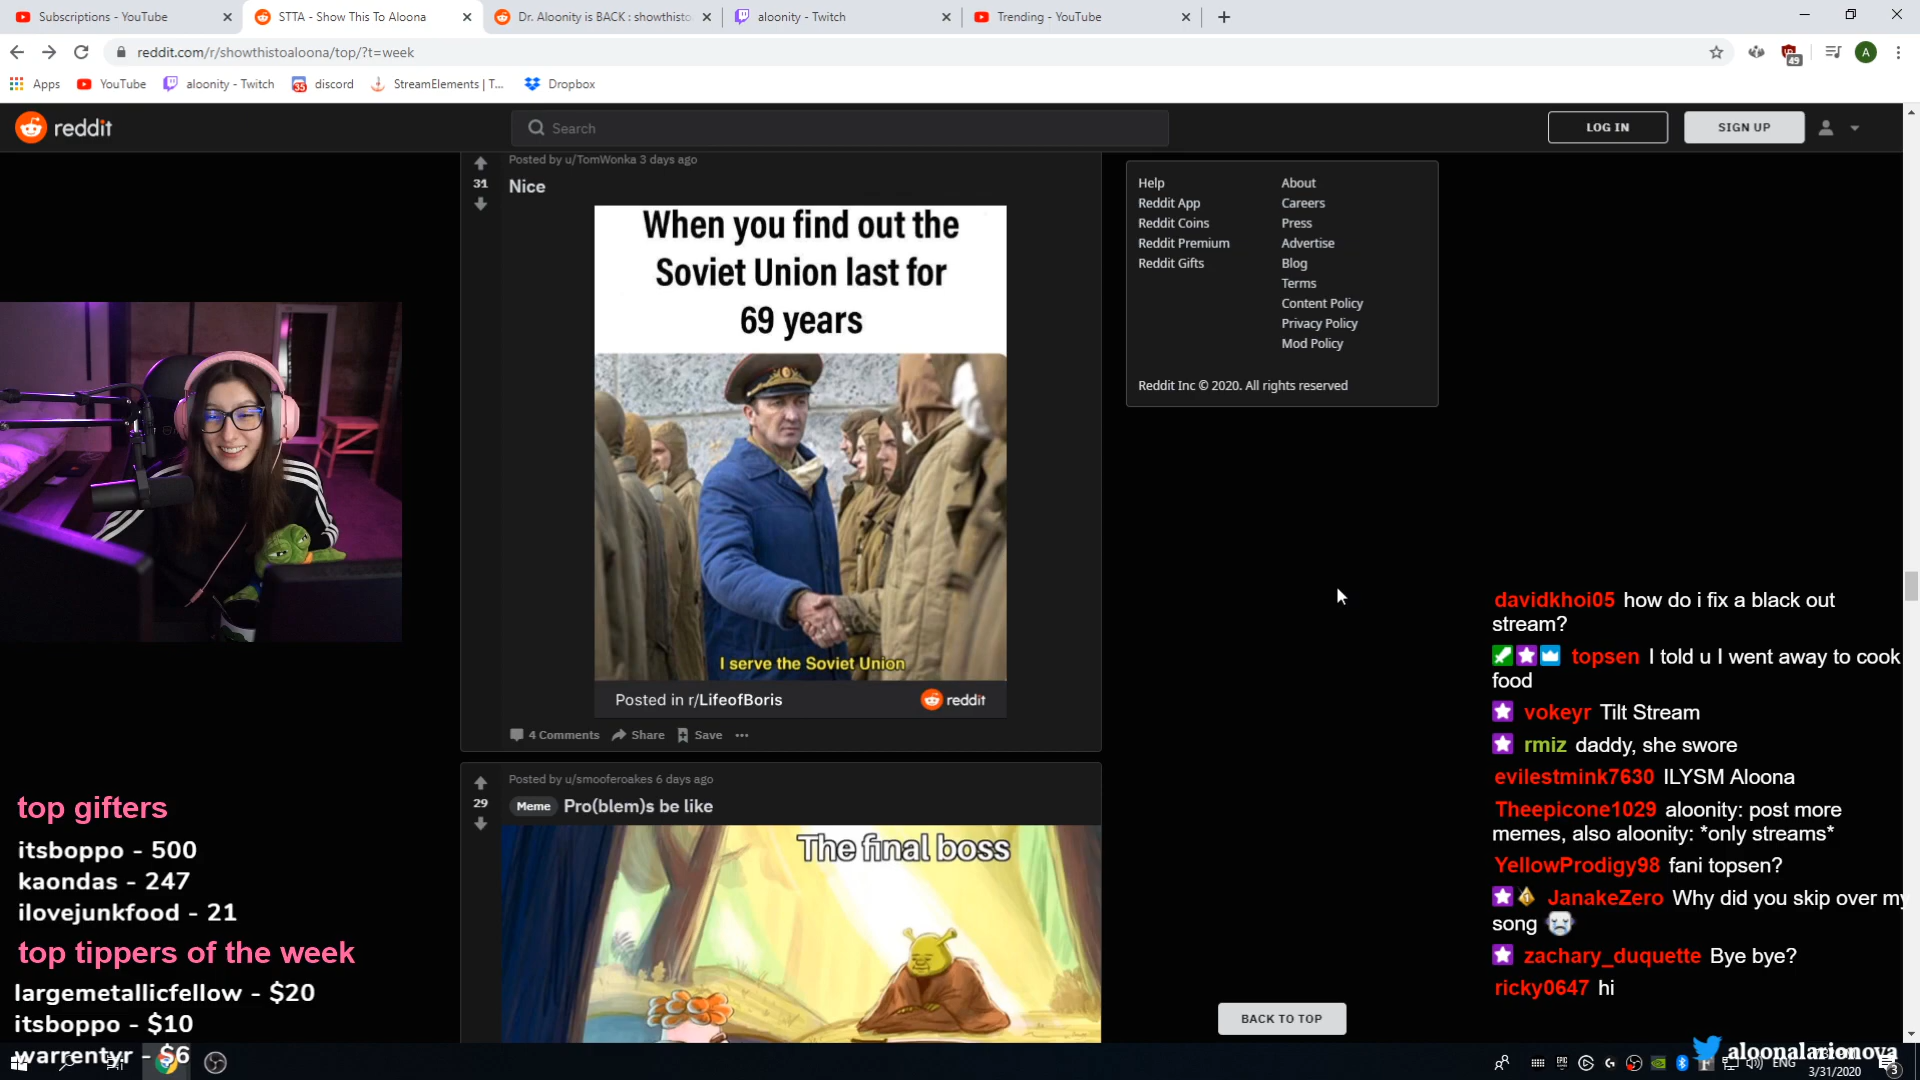 Subscriptions - YouTube
STTA - Show This To Aloona
Dr. Aloonity is BACK : showthisto
aloonity - Twitch
Trending - YouTube
reddit.com/r/showthistoaloona/top/?t=week
49
A
Apps
YouTube
aloonity - Twitch
35
discord
StreamElements | T...
Dropbox
reddit
Search
LOG IN
SIGN UP
Posted by u/TomWonka 3 days ago
31
Nice
When you find out the
Soviet Union last for
69 years
I serve the Soviet Union
Posted in r/LifeofBoris
reddit
4 Comments
Share
Save
Posted by u/smooferoakes 6 days ago
29
Meme
Pro(blem)s be like
The final boss
Help
Reddit App
Reddit Coins
Reddit Premium
Reddit Gifts
About
Careers
Press
Advertise
Blog
Terms
Content Policy
Privacy Policy
Mod Policy
Reddit Inc © 2020. All rights reserved
BACK TO TOP
davidkhoi05 how do i fix a black out
stream?
topsen I told u I went away to cook
food
vokeyr Tilt Stream
rmiz daddy, she swore
evilestmink7630 ILYSM Aloona
Theepicone1029 aloonity: post more
memes, also aloonity: *only streams*
YellowProdigy98 fani topsen?
JanakeZero Why did you skip over my
song
zachary_duquette Bye bye?
ricky0647 hi
top gifters
itsboppo - 500
kaondas - 247
ilovejunkfood - 21
top tippers of the week
largemetallicfellow - $20
itsboppo - $10
warrentyr - $6
aloonalarionova
ENG
3/31/2020
3